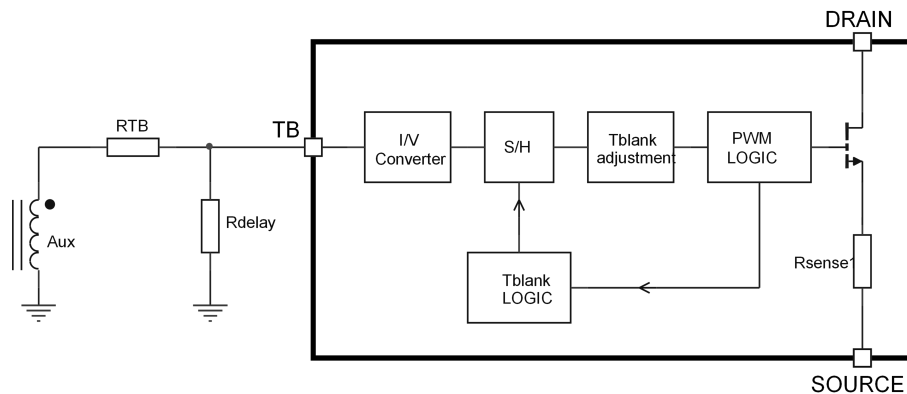 DRAIN
RTB
TB
I/V
Converter
S/H
Tblank
adjustment
PWM
LOGIC
Aux
Rdelay
Tblank
LOGIC
Rsense1
SOURCE